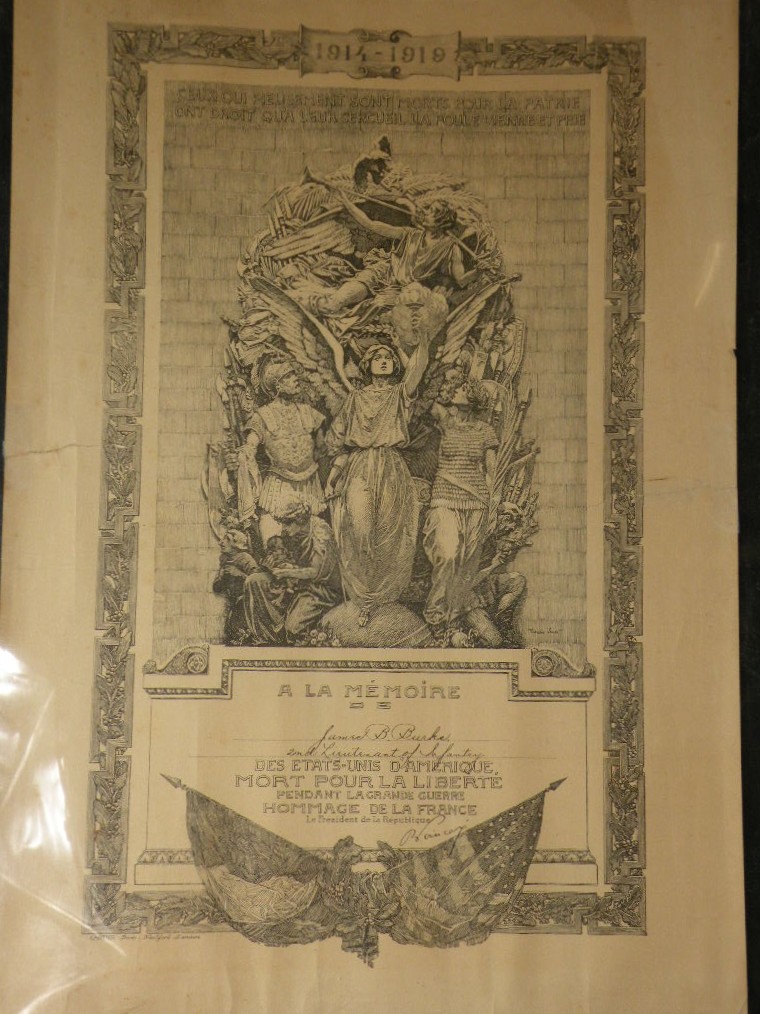 1914-1919
CEUX QUI PIEUSEMENT SONT MORTS POUR LA PATRIE
ONT DROIT QU'A LEUR CERCUEIL LA FOULE VIENNE ET PRIE
A LA MÉMOIRE
DE
James B. Burke
2nd Lieutenant of Infantry
DES ETATS-UNIS D'AMERIQUE,
MORT POUR LA LIBERTÉ
PENDANT LA GRANDE GUERRE
HOMMAGE DE LA FRANCE
Le President de la République